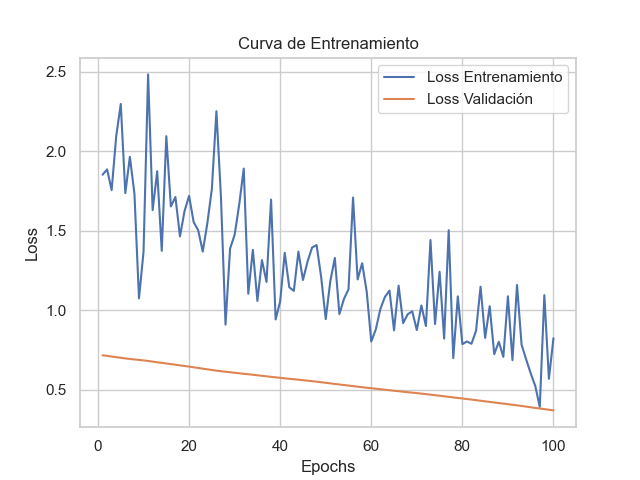 Curva de Entrenamiento
Loss Entrenamiento
Loss Validación
Loss
2.5
2.0
1.5
1.0
0.5
0
20
40
60
80
100
Epochs